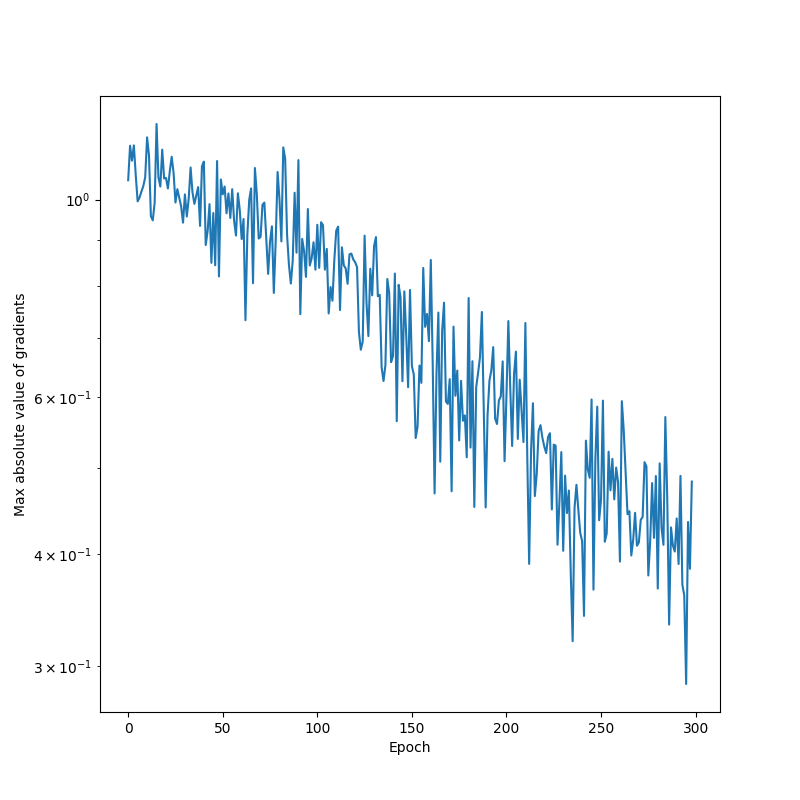 Max absolute value of gradients
10⁰
6 × 10⁻¹
4 × 10⁻¹
3 × 10⁻¹
0 50 100 150 200 250 300
Epoch